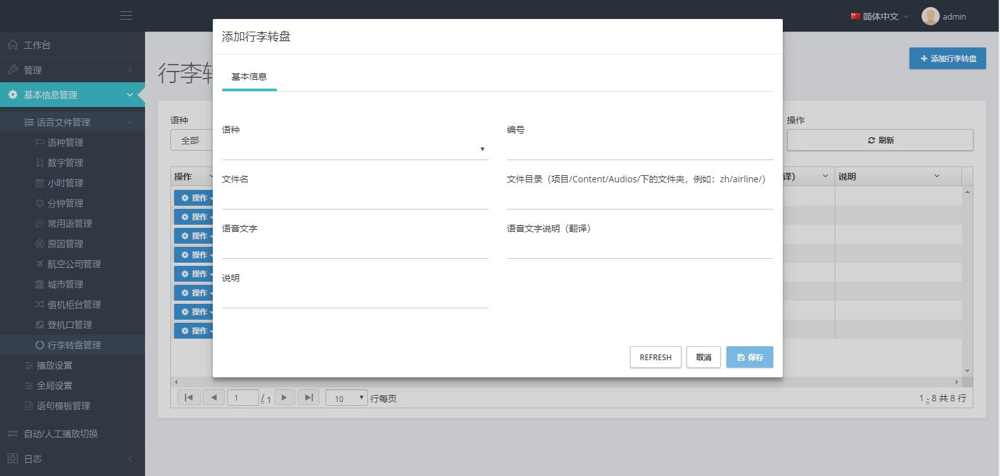 简体中文
admin
工作台
管理
基本信息管理
语音文件管理
语种管理
数字管理
小时管理
分钟管理
常用语管理
原因管理
航空公司管理
城市管理
值机柜台管理
登机口管理
行李转盘管理
播放设置
全局设置
语句模板管理
自动/人工播放切换
日志
行李转
添加行李转盘
语种
全部
操作
刷新
操作
译）
说明
操作
操作
操作
操作
操作
操作
操作
操作
1
/ 1
10
行每页
1 - 8 共 8 行
添加行李转盘
基本信息
语种
编号
文件名
文件目录（项目/Content/Audios/下的文件夹，例如：zh/airline/）
语音文字
语音文字说明（翻译）
说明
REFRESH
取消
保存